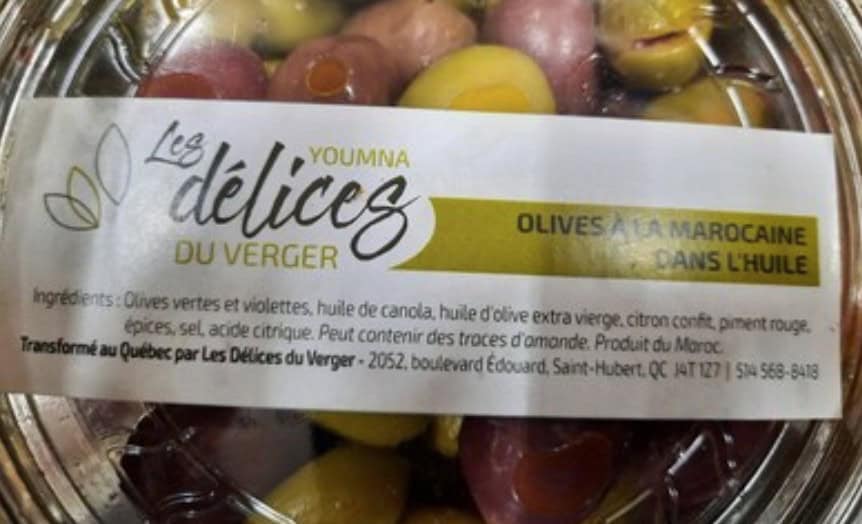 Les
YOUMNA
délices
DU VERGER
OLIVES À LA MAROCAINE
DANS L'HUILE
Ingrédients : Olives vertes et violettes, huile de canola, huile d'olive extra vierge, citron confit, piment rouge,
épices, sel, acide citrique. Peut contenir des traces d'amande. Produit du Maroc.
Transformé au Québec par Les Délices du Verger - 2052, boulevard Édouard, Saint-Hubert, QC J4T 1Z7 | 514 568-8418